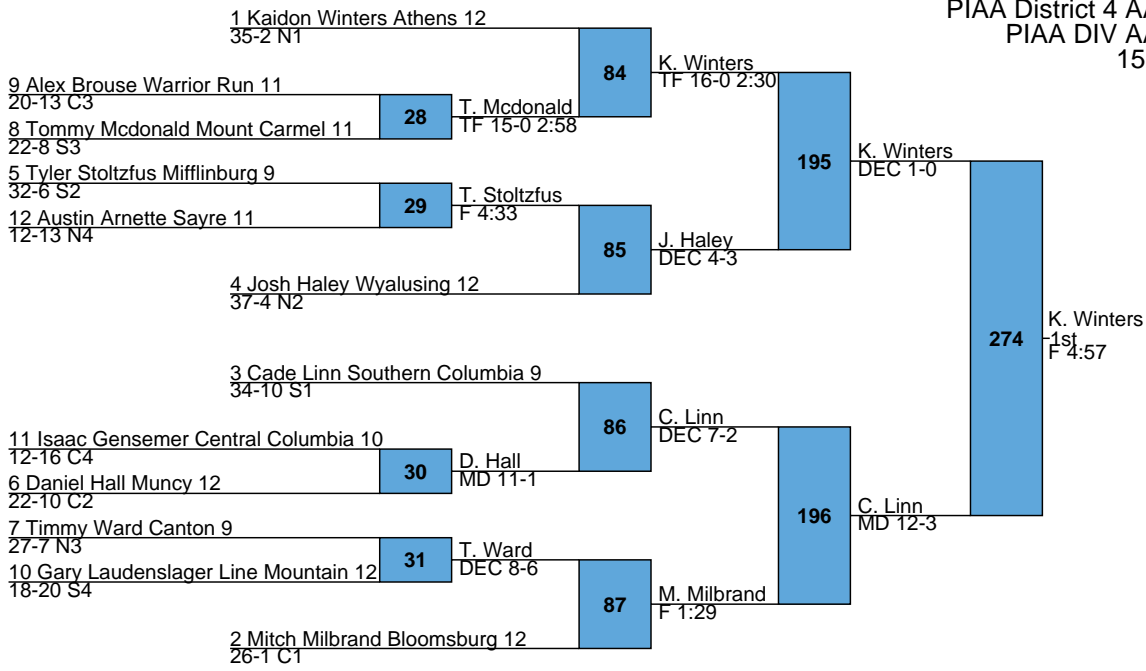 PIAA District 4 AA
PIAA DIV AA
15
1 Kaidon Winters Athens 12
35-2 N1
9 Alex Brouse Warrior Run 11
20-13 C3
8 Tommy Mcdonald Mount Carmel 11
22-8 S3
5 Tyler Stoltzfus Mifflinburg 9
32-6 S2
12 Austin Arnette Sayre 11
12-13 N4
4 Josh Haley Wyalusing 12
37-4 N2
3 Cade Linn Southern Columbia 9
34-10 S1
11 Isaac Gensemer Central Columbia 10
12-16 C4
6 Daniel Hall Muncy 12
22-10 C2
7 Timmy Ward Canton 9
27-7 N3
10 Gary Laudenslager Line Mountain 12
18-20 S4
2 Mitch Milbrand Bloomsburg 12
26-1 C1
28
T. Mcdonald
TF 15-0 2:58
29
T. Stoltzfus
F 4:33
30
D. Hall
MD 11-1
31
T. Ward
DEC 8-6
84
K. Winters
TF 16-0 2:30
85
J. Haley
DEC 4-3
86
C. Linn
DEC 7-2
87
M. Milbrand
F 1:29
195
K. Winters
DEC 1-0
196
C. Linn
MD 12-3
274
K. Winters
1st
F 4:57